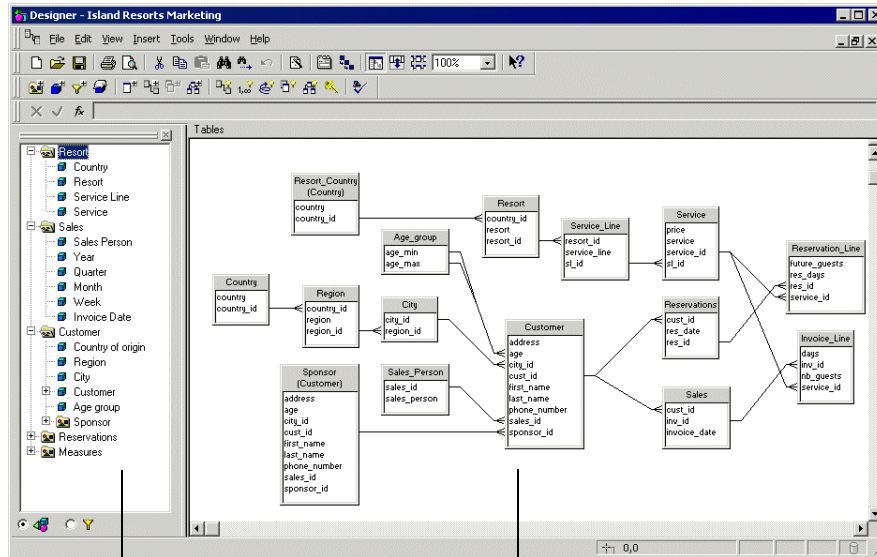 Designer - Island Resorts Marketing
File Edit View Insert Tools Window Help
100%
Tables
Resort
Country
Resort
Service Line
Service
Sales
Sales Person
Year
Quarter
Month
Week
Invoice Date
Customer
Country of origin
Region
City
Customer
Age group
Sponsor
Reservations
Measures
Resort_Country
(Country)
country
country_id
Resort
country_id
resort
resort_id
Service_Line
resort_id
service_line
sl_id
Service
price
service
service_id
sl_id
Reservation_Line
future_guests
res_days
res_id
service_id
Age_group
age_min
age_max
Country
country
country_id
Region
country_id
region
region_id
City
city_id
region_id
Customer
address
age
city_id
cust_id
first_name
last_name
phone_number
sales_id
sponsor_id
Reservations
cust_id
res_date
res_id
Invoice_Line
days
inv_id
nb_guests
service_id
Sponsor
(Customer)
address
age
city_id
cust_id
first_name
last_name
phone_number
sales_id
sponsor_id
Sales_Person
sales_id
sales_person
Sales
cust_id
inv_id
invoice_date
0,0